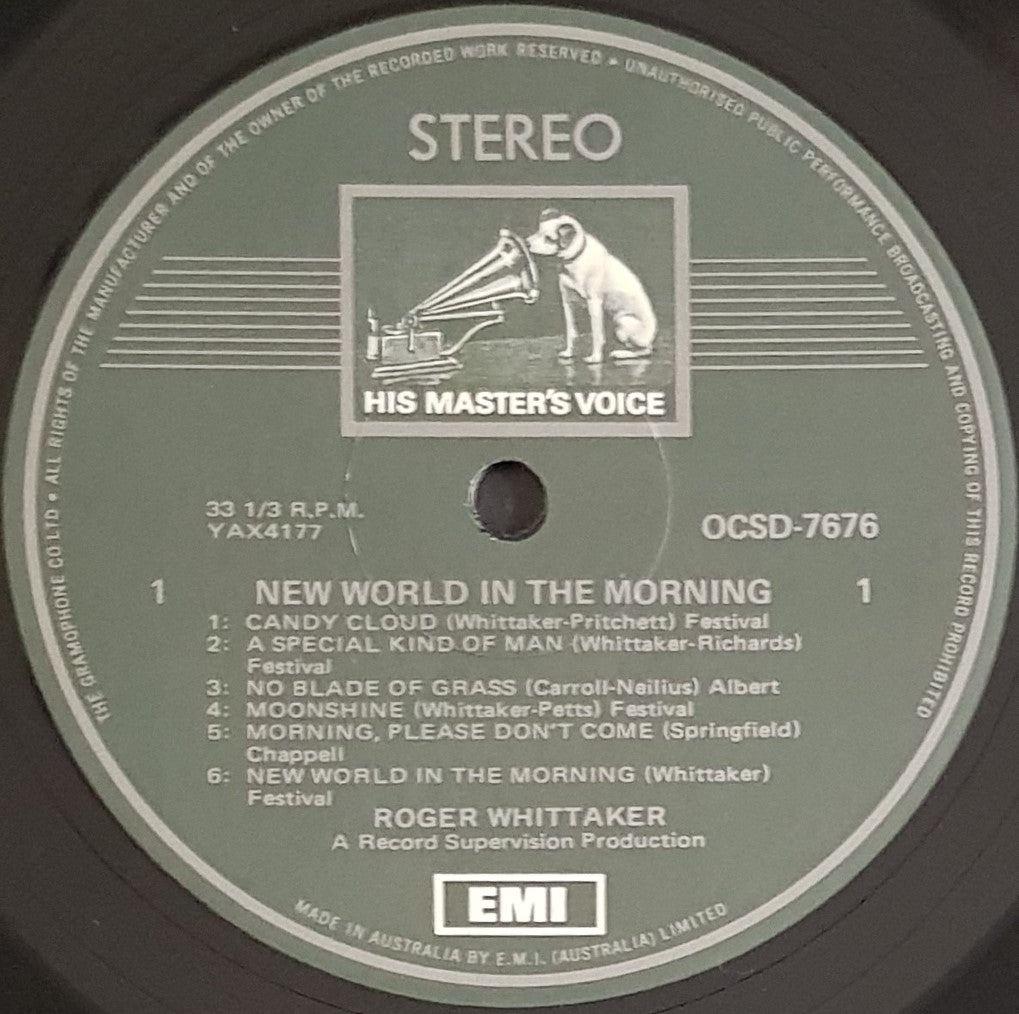 THE GRAMOPHONE CO LTD • ALL RIGHTS OF THE MANUFACTURER AND OF THE OWNER OF THE RECORDED WORK RESERVED • UNAUTHORISED PUBLIC PERFORMANCE BROADCASTING AND COPYING OF THIS RECORD PROHIBITED
STEREO
HIS MASTER'S VOICE
33 1/3 R.P.M.
YAX4177
OCSD-7676
1 NEW WORLD IN THE MORNING 1
1: CANDY CLOUD (Whittaker-Pritchett) Festival
2: A SPECIAL KIND OF MAN (Whittaker-Richards)
Festival
3: NO BLADE OF GRASS (Carroll-Neilius) Albert
4: MOONSHINE (Whittaker-Petts) Festival
5: MORNING, PLEASE DON'T COME (Springfield)
Chappell
6: NEW WORLD IN THE MORNING (Whittaker)
Festival
ROGER WHITTAKER
A Record Supervision Production
EMI
MADE IN AUSTRALIA BY E.M.I. (AUSTRALIA) LIMITED